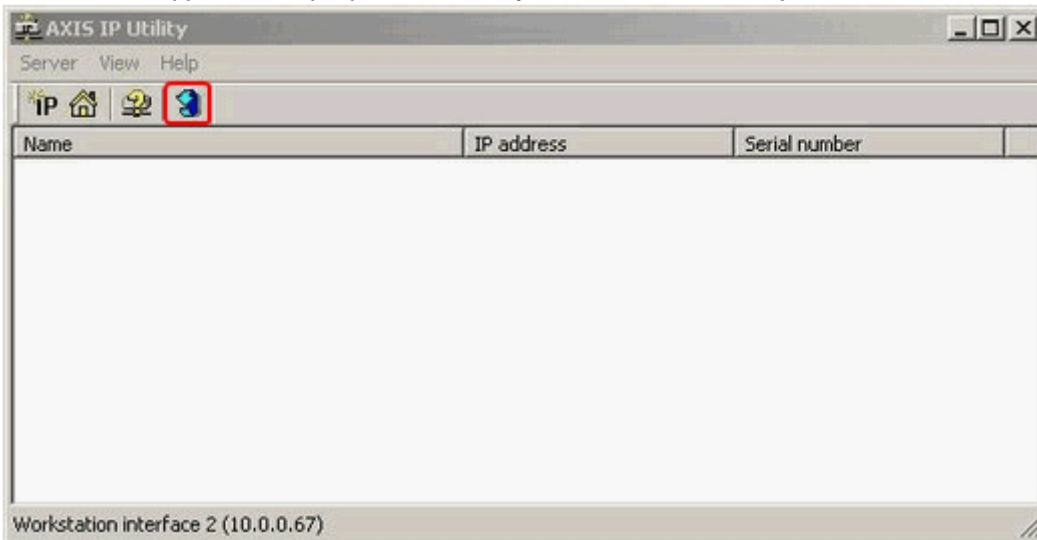 AXIS IP Utility
Server View Help
IP
Name IP address Serial number
Workstation interface 2 (10.0.0.67)